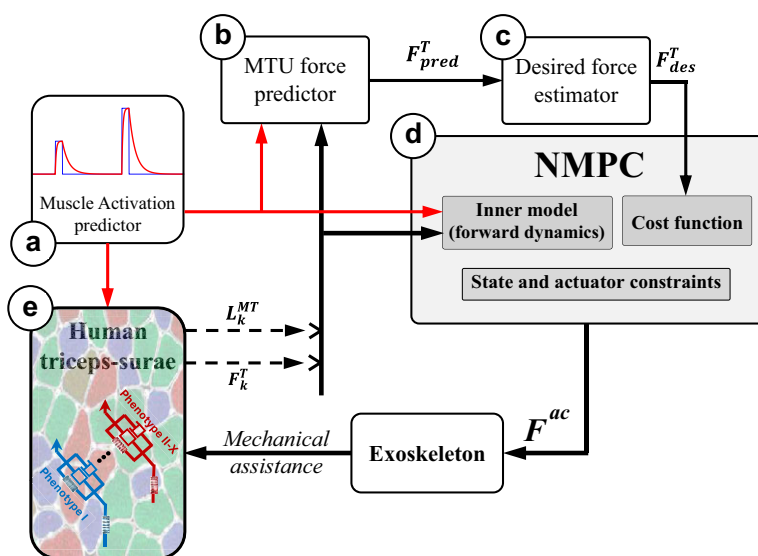 b
MTU force
predictor
F^T_pred
c
Desired force
estimator
F^T_des
Muscle Activation
predictor
a
d
NMPC
Inner model
(forward dynamics)
Cost function
State and actuator constraints
e
Human
triceps-surae
L^MT_k
F^T_k
Phenotype II-X
Phenotype I
Mechanical
assistance
Exoskeleton
F^ac